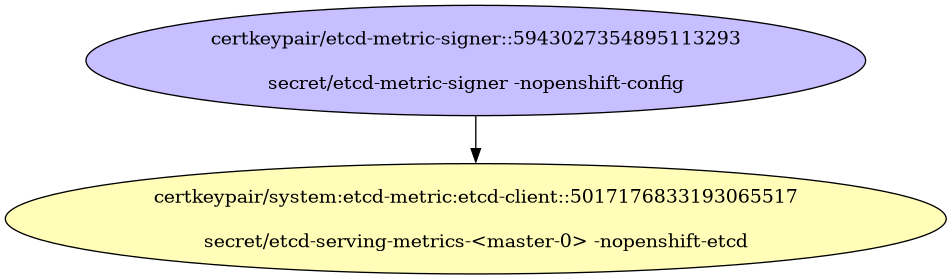 certkeypair/etcd-metric-signer::5943027354895113293
secret/etcd-metric-signer -nopenshift-config
certkeypair/system:etcd-metric:etcd-client::5017176833193065517
secret/etcd-serving-metrics-<master-0> -nopenshift-etcd